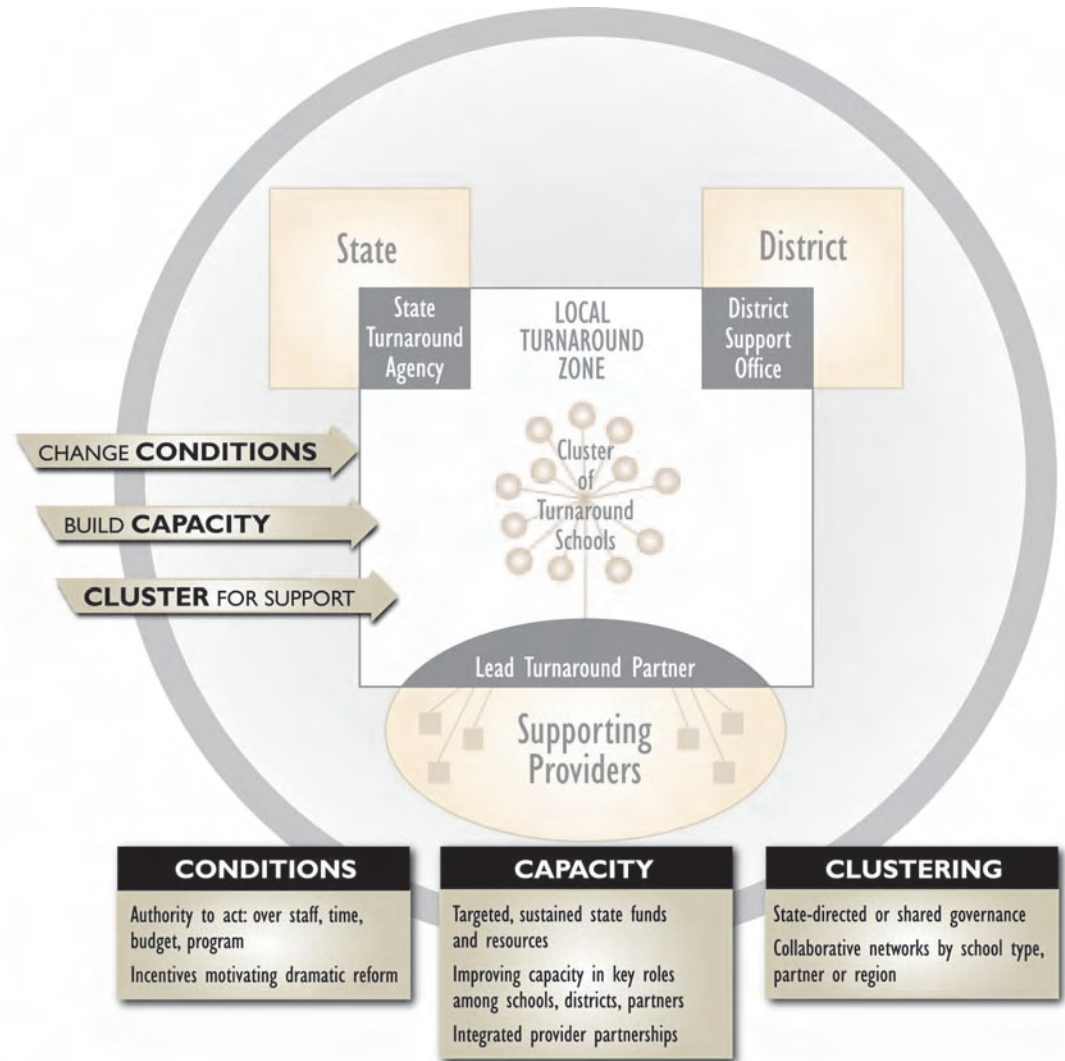 State
District
State
Turnaround
Agency
LOCAL
TURNAROUND
ZONE
District
Support
Office
CHANGE CONDITIONS
BUILD CAPACITY
CLUSTER FOR SUPPORT
Cluster
of
Turnaround
Schools
Lead Turnaround Partner
Supporting
Providers
CONDITIONS
Authority to act: over staff, time,
budget, program
Incentives motivating dramatic reform
CAPACITY
Targeted, sustained state funds
and resources
Improving capacity in key roles
among schools, districts, partners
Integrated provider partnerships
CLUSTERING
State-directed or shared governance
Collaborative networks by school type,
partner or region